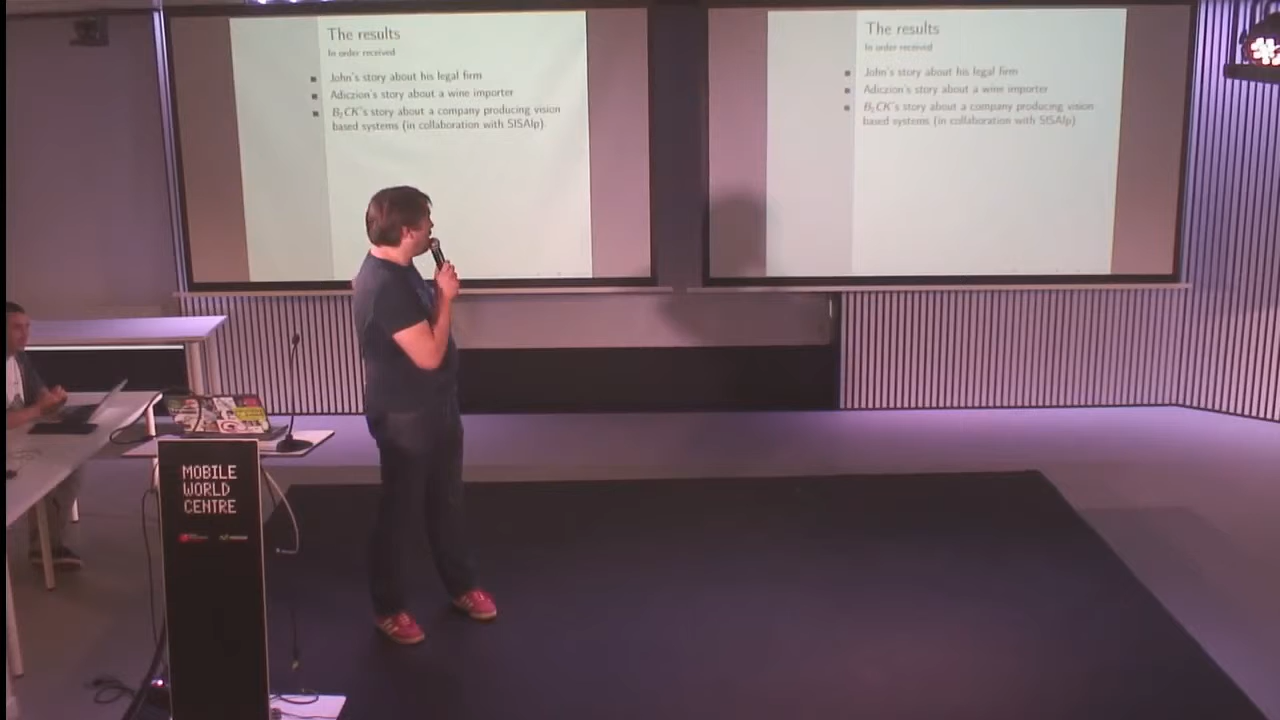 The results
In order received
John's story about his legal firm
Adiczion's story about a wine importer
B₂CK's story about a company producing vision
based systems (in collaboration with SISAlp).
The results
In order received
John's story about his legal firm
Adiczion's story about a wine importer
B₂CK's story about a company producing vision
based systems (in collaboration with SISAlp)
MOBILE
WORLD
CENTRE